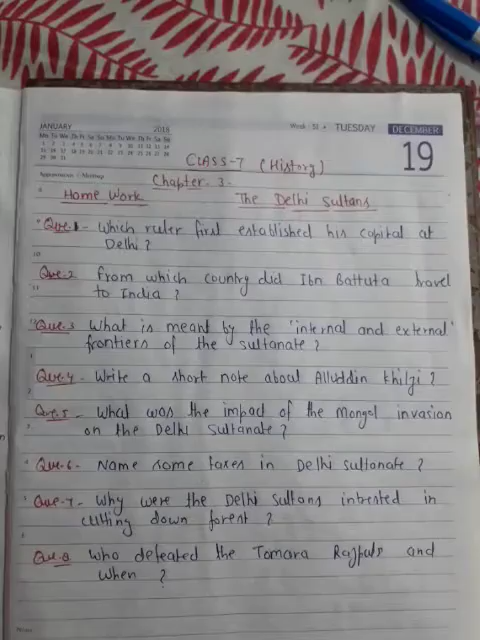 JANUARY 2018
Week 51 • TUESDAY DECEMBER
19
CLASS-7 (History)
Chapter. 3.
Appointments / Meetings
Home Work The Delhi Sultans
Que.1- Which ruler first established his capital at
Delhi?
Que.2 From which country did Ibn Battuta travel
to India?
Que.3 What is meant by the 'internal and external'
frontiers of the sultanate?
Que.4- Write a short note about Alluddin Khilzi?
Que.5- What was the impact of the Mongol invasion
on the Delhi Sultanate?
Que.6- Name some taxes in Delhi sultanate?
Que-7- Why were the Delhi sultans intrested in
cutting down forest?
Que.8 Who defeated the Tomara Rajputs and
when?
Notes